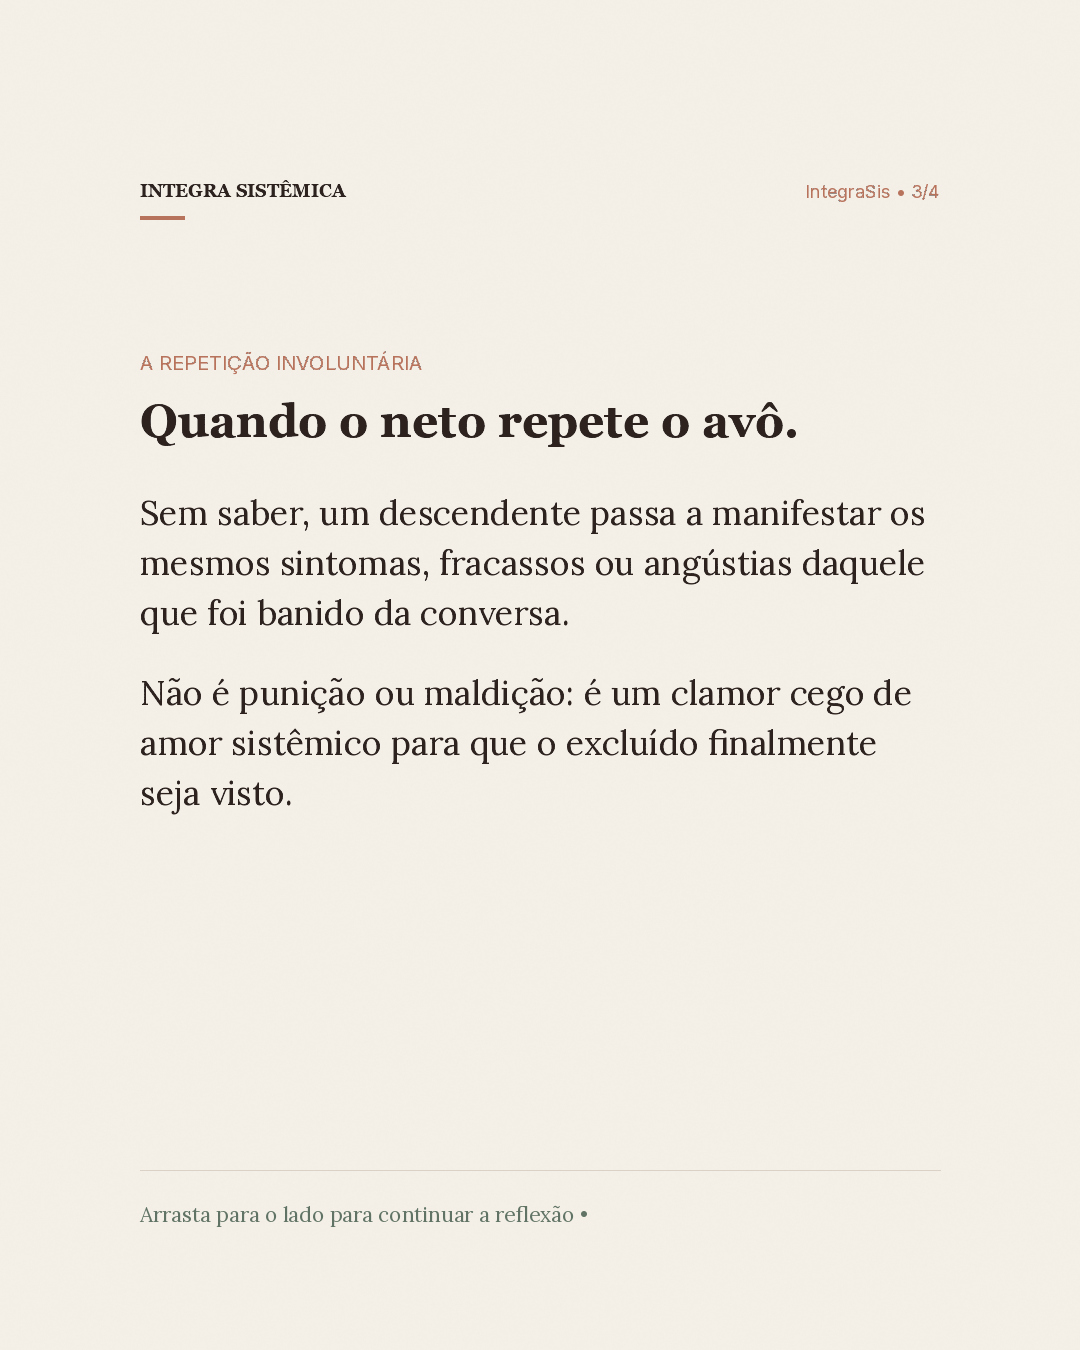 INTEGRA SISTÊMICA
IntegraSis • 3/4
A REPETIÇÃO INVOLUNTÁRIA
Quando o neto repete o avô.
Sem saber, um descendente passa a manifestar os
mesmos sintomas, fracassos ou angústias daquele
que foi banido da conversa.
Não é punição ou maldição: é um clamor cego de
amor sistêmico para que o excluído finalmente
seja visto.
Arrasta para o lado para continuar a reflexão •